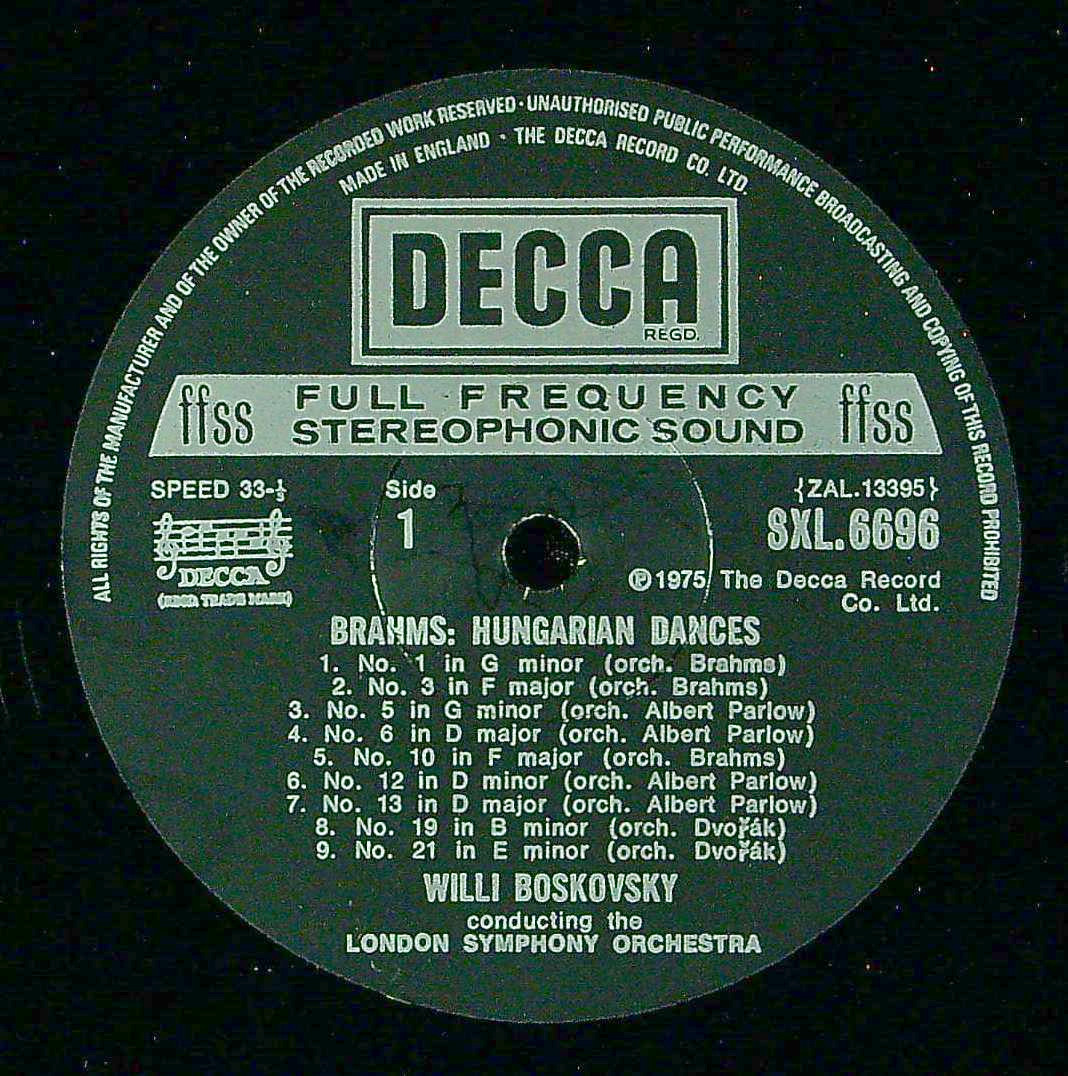 ALL RIGHTS OF THE MANUFACTURER AND OF THE OWNER OF THE RECORDED WORK RESERVED · UNAUTHORISED PUBLIC PERFORMANCE BROADCASTING AND COPYING OF THIS RECORD PROHIBITED
MADE IN ENGLAND · THE DECCA RECORD CO. LTD.
DECCA
REGD.
ffss FULL FREQUENCY ffss
STEREOPHONIC SOUND
SPEED 33-⅓ Side {ZAL.13395}
1 SXL.6696
DECCA
(REGD TRADE MARK)
℗ 1975 The Decca Record
Co. Ltd.
BRAHMS: HUNGARIAN DANCES
1. No. 1 in G minor (orch. Brahms)
2. No. 3 in F major (orch. Brahms)
3. No. 5 in G minor (orch. Albert Parlow)
4. No. 6 in D major (orch. Albert Parlow)
5. No. 10 in F major (orch. Brahms)
6. No. 12 in D minor (orch. Albert Parlow)
7. No. 13 in D major (orch. Albert Parlow)
8. No. 19 in B minor (orch. Dvořák)
9. No. 21 in E minor (orch. Dvořák)
WILLI BOSKOVSKY
conducting the
LONDON SYMPHONY ORCHESTRA